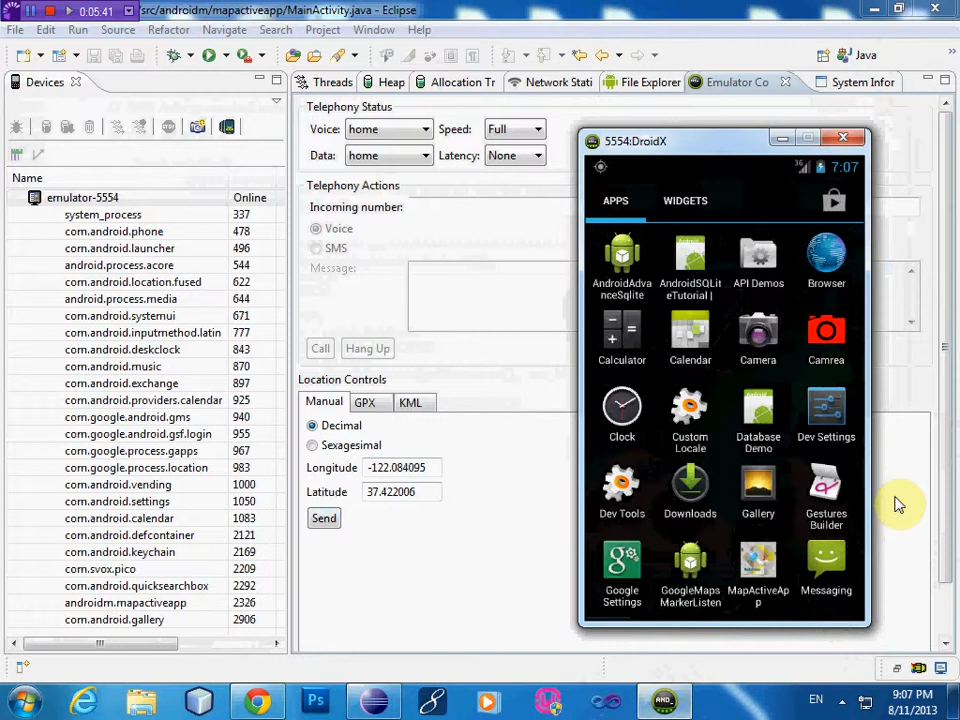 0:05:41
/src/androidm/mapactiveapp/MainActivity.java - Eclipse
File Edit Run Source Refactor Navigate Search Project Window Help
Java
Devices
Threads Heap Allocation Tr Network Stati File Explorer Emulator Co System Infor
Name
emulator-5554 Online
system_process 337
com.android.phone 478
com.android.launcher 496
android.process.acore 544
com.android.location.fused 622
android.process.media 644
com.android.systemui 671
com.android.inputmethod.latin 777
com.android.deskclock 843
com.android.music 870
com.android.exchange 897
com.android.providers.calendar 925
com.google.android.gms 940
com.google.android.gsf.login 955
com.google.process.gapps 967
com.google.process.location 983
com.android.vending 1000
com.android.settings 1050
com.android.calendar 1083
com.android.defcontainer 2121
com.android.keychain 2169
com.svox.pico 2209
com.android.quicksearchbox 2292
androidm.mapactiveapp 2326
com.android.gallery 2906
Telephony Status
Voice: home Speed: Full
Data: home Latency: None
Telephony Actions
Incoming number:
Voice
SMS
Message:
Call Hang Up
Location Controls
Manual GPX KML
Decimal
Sexagesimal
Longitude -122.084095
Latitude 37.422006
Send
5554:DroidX
3G 7:07
APPS WIDGETS
AndroidAdva
nceSqlite
AndroidSQLi
teTutorial |
API Demos
Browser
Calculator
Calendar
Camera
Camrea
Clock
Custom
Locale
Database
Demo
Dev Settings
Dev Tools
Downloads
Gallery
Gestures
Builder
Google
Settings
GoogleMaps
MarkerListen
MapActiveAp
p
Messaging
Ps
EN
9:07 PM
8/11/2013